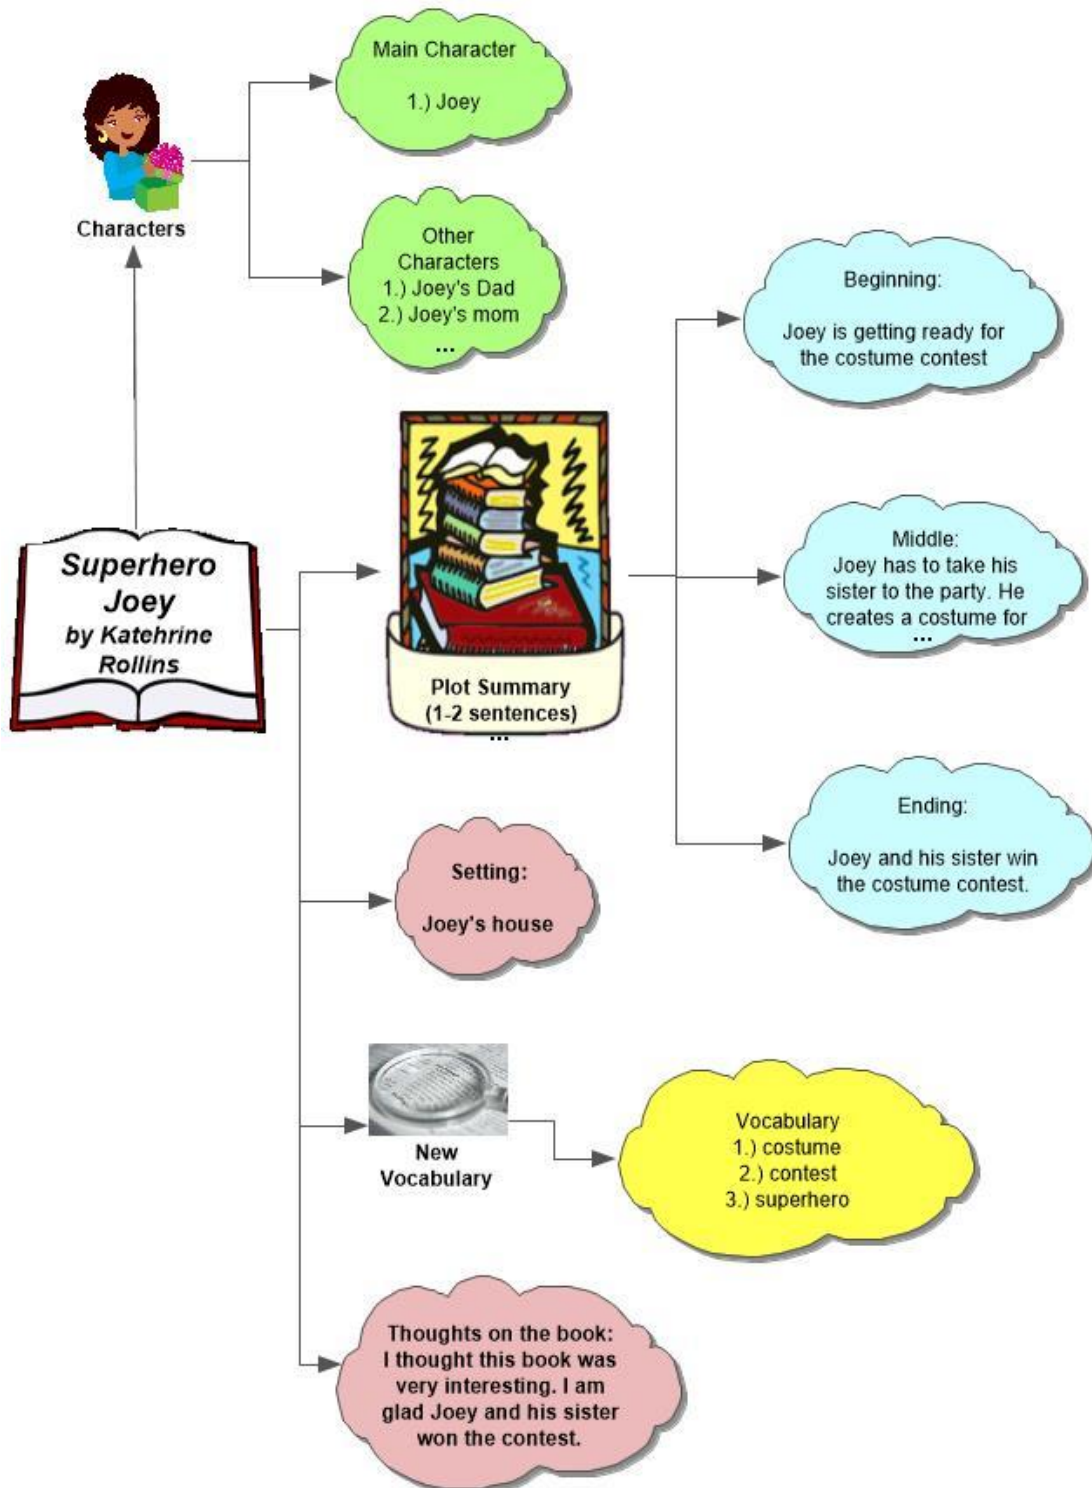 Main Character
1.) Joey
Characters
Other
Characters
1.) Joey's Dad
2.) Joey's mom
...
Beginning:
Joey is getting ready for
the costume contest
Superhero
Joey
by Katehrine
Rollins
Plot Summary
(1-2 sentences)
...
Middle:
Joey has to take his
sister to the party. He
creates a costume for
...
Ending:
Joey and his sister win
the costume contest.
Setting:
Joey's house
New
Vocabulary
Vocabulary
1.) costume
2.) contest
3.) superhero
Thoughts on the book:
I thought this book was
very interesting. I am
glad Joey and his sister
won the contest.